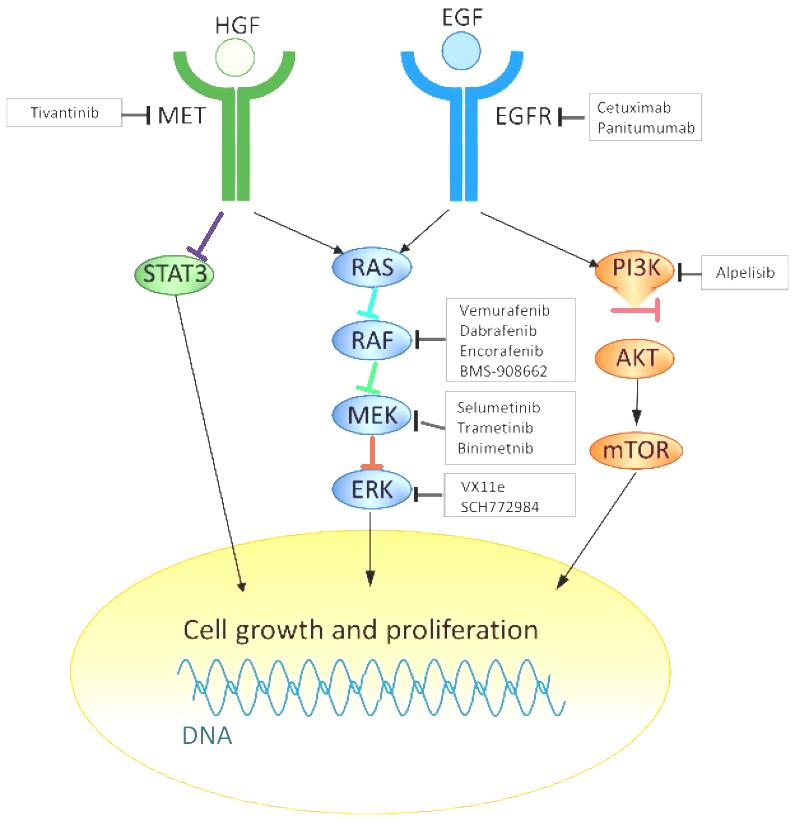 HGF
EGF
Tivantinib
MET
EGFR
Cetuximab
Panitumumab
STAT3
RAS
PI3K
Alpelisib
RAF
Vemurafenib
Dabrafenib
Encorafenib
BMS-908662
AKT
MEK
Selumetinib
Trametinib
Binimetnib
mTOR
ERK
VX11e
SCH772984
Cell growth and proliferation
DNA